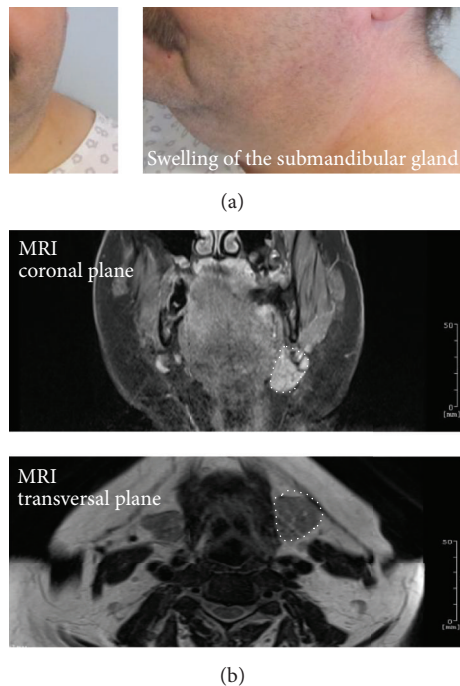 Swelling of the submandibular gland
(a)
MRI
coronal plane
50
0
[mm]
MRI
transversal plane
50
0
[mm]
(b)